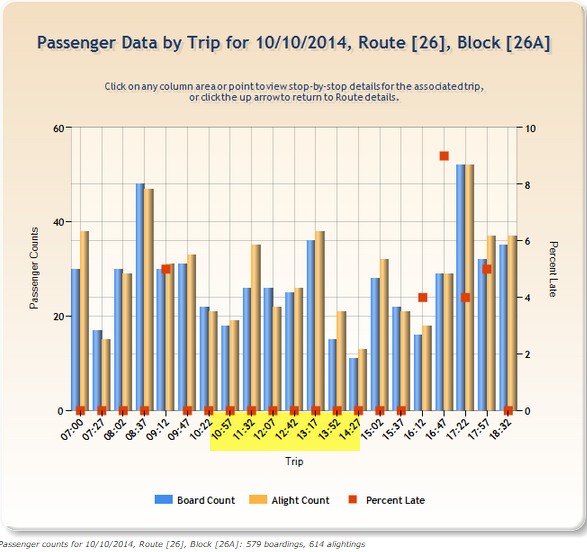 Passenger Data by Trip for 10/10/2014, Route [26], Block [26A]
Click on any column area or point to view stop-by-stop details for the associated trip,
or click the up arrow to return to Route details.
60
40
20
0
Passenger Counts
10
8
6
4
2
0
Percent Late
07:00 07:27 08:02 08:37 09:12 09:47 10:22 10:57 11:32 12:07 12:42 13:17 13:52 14:27 15:02 15:37 16:12 16:47 17:22 17:57 18:32
Trip
Board Count Alight Count Percent Late
Passenger counts for 10/10/2014, Route [26], Block [26A]: 579 boardings, 614 alightings